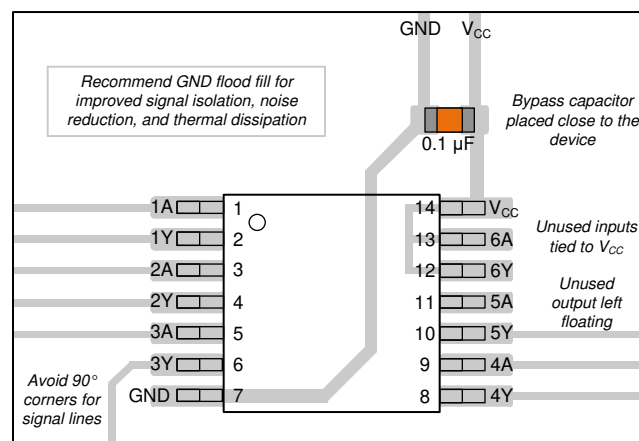 GND VCC
Recommend GND flood fill for
improved signal isolation, noise
reduction, and thermal dissipation
Bypass capacitor
placed close to the
device
0.1 µF
1A 1 14 VCC
1Y 2 13 6A
2A 3 12 6Y
2Y 4 11 5A
3A 5 10 5Y
3Y 6 9 4A
GND 7 8 4Y
Unused inputs
tied to VCC
Unused
output left
floating
Avoid 90°
corners for
signal lines